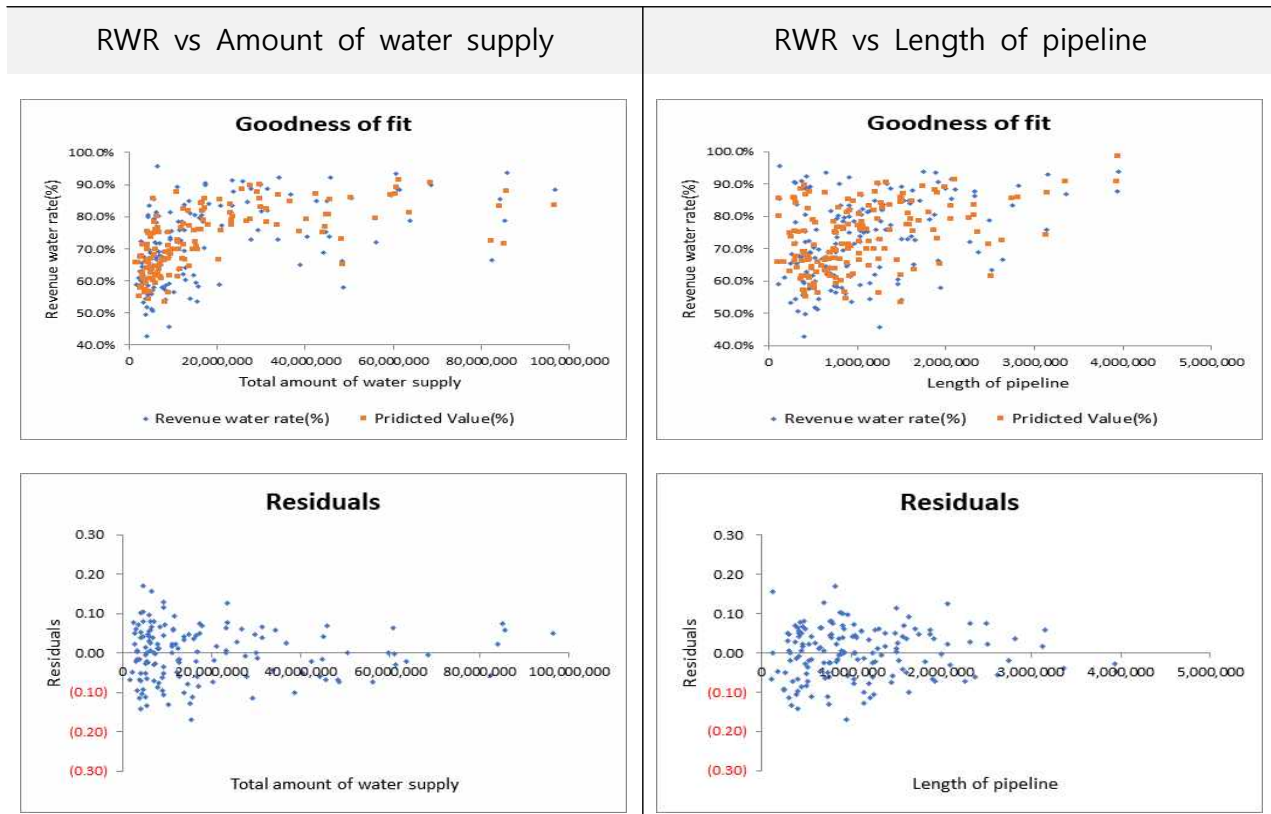 RWR vs Amount of water supply
RWR vs Length of pipeline
Goodness of fit
100.0%
90.0%
80.0%
70.0%
60.0%
50.0%
40.0%
Revenue water rate(%)
0 20,000,000 40,000,000 60,000,000 80,000,000 100,000,000
Total amount of water supply
Revenue water rate(%) Pridicted Value(%)
Goodness of fit
100.0%
90.0%
80.0%
70.0%
60.0%
50.0%
40.0%
Revenue water rate(%)
0 1,000,000 2,000,000 3,000,000 4,000,000 5,000,000
Length of pipeline
Revenue water rate(%) Pridicted Value(%)
Residuals
0.30
0.20
0.10
0.00
(0.10)
(0.20)
(0.30)
Residuals
0 20,000,000 40,000,000 60,000,000 80,000,000 100,000,000
Total amount of water supply
Residuals
0.30
0.20
0.10
0.00
(0.10)
(0.20)
(0.30)
Residuals
0 1,000,000 2,000,000 3,000,000 4,000,000 5,000,000
Length of pipeline